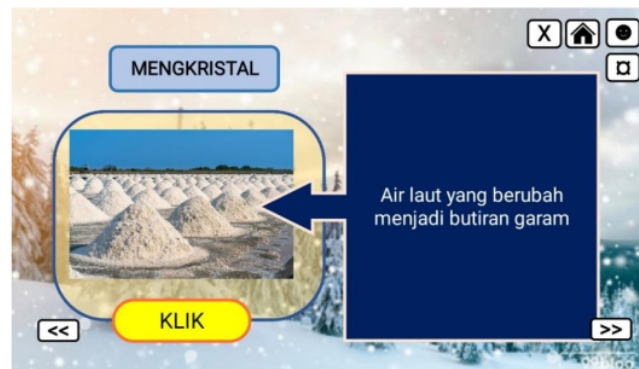 MENGKRISTAL
X
Air laut yang berubah
menjadi butiran garam
KLIK
<<
>>